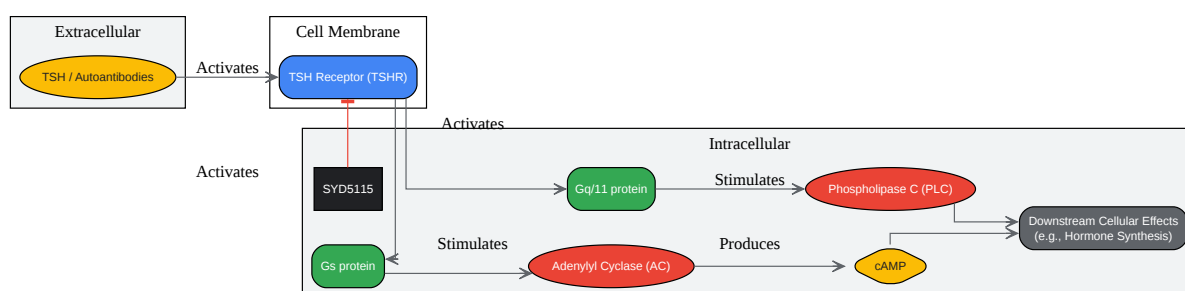 Extracellular
Cell Membrane
TSH / Autoantibodies
Activates
TSH Receptor (TSHR)
Activates
Intracellular
Activates
SYD5115
Gq/11 protein
Stimulates
Phospholipase C (PLC)
Downstream Cellular Effects
(e.g., Hormone Synthesis)
Gs protein
Stimulates
Adenylyl Cyclase (AC)
Produces
cAMP